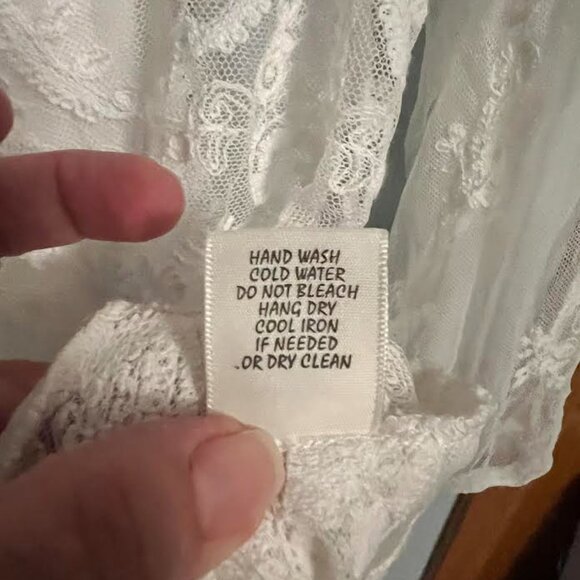 HAND WASH
COLD WATER
DO NOT BLEACH
HANG DRY
COOL IRON
IF NEEDED
.OR DRY CLEAN